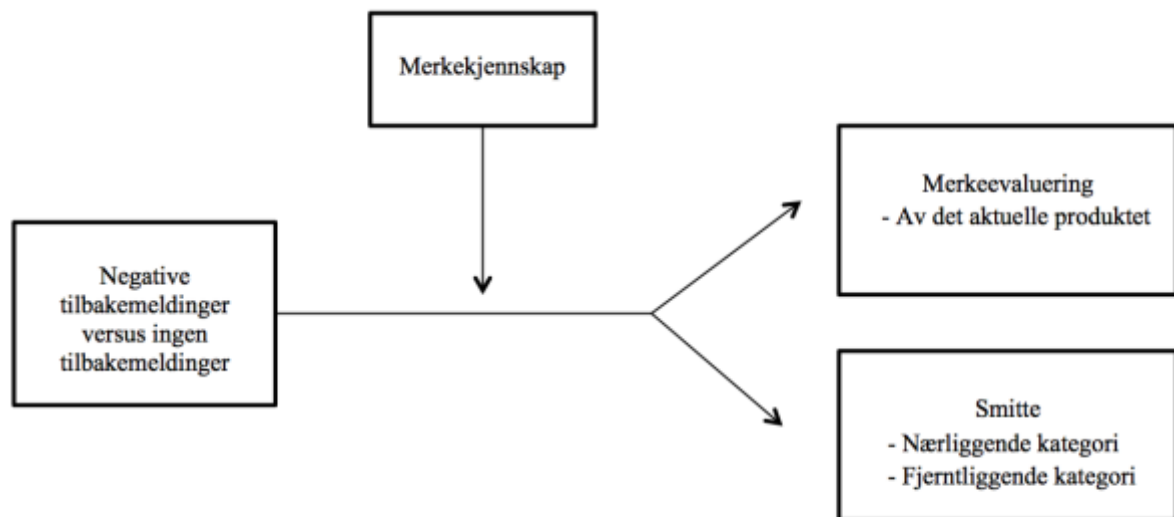 Merkekjennskap
Negative
tilbakemeldinger
versus ingen
tilbakemeldinger
Merkeevaluering
- Av det aktuelle produktet
Smitte
- Nærliggende kategori
- Fjerntliggende kategori